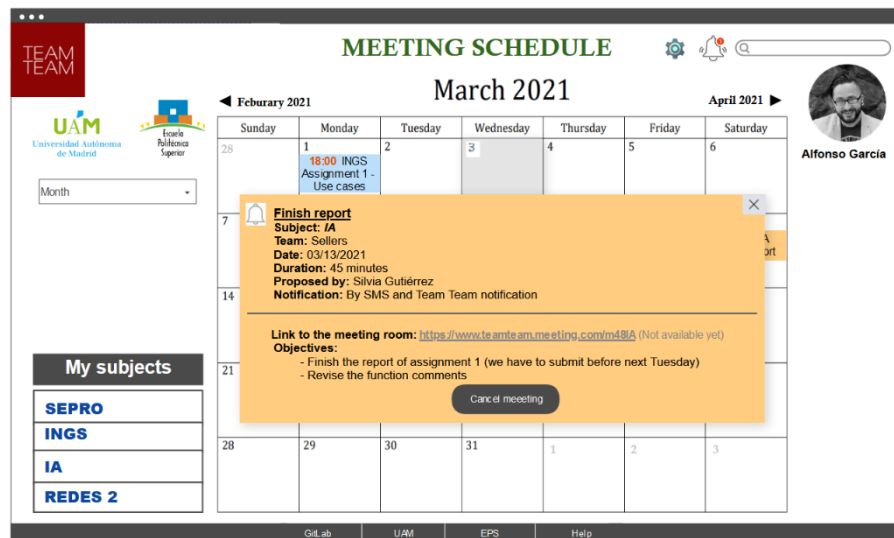 TEAM
TEAM
MEETING SCHEDULE
UAM
Universidad Autónoma
de Madrid
Escuela
Politécnica
Superior
Month
Feburary 2021
March 2021
April 2021
Alfonso García
Sunday Monday Tuesday Wednesday Thursday Friday Saturday
28 1 2 3 4 5 6
18:00 INGS
Assignment 1 -
Use cases
7
14
21
28 29 30 31 1 2 3
A
ort
Finish report
Subject: IA
Team: Sellers
Date: 03/13/2021
Duration: 45 minutes
Proposed by: Silvia Gutiérrez
Notification: By SMS and Team Team notification
Link to the meeting room: https://www.teamteam.meeting.com/m48IA (Not available yet)
Objectives:
- Finish the report of assignment 1 (we have to submit before next Tuesday)
- Revise the function comments
Cancel meeeting
My subjects
SEPRO
INGS
IA
REDES 2
GitLab UAM EPS Help